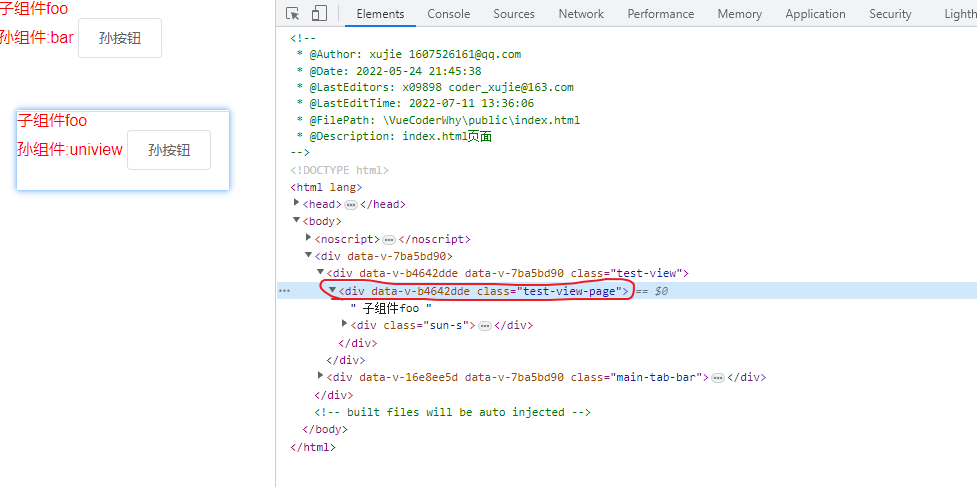 子组件foo
孙组件:bar 孙按钮
子组件foo
孙组件:uniview 孙按钮
Elements Console Sources Network Performance Memory Application Security Lighth
<!--
* @Author: xujie 1607526161@qq.com
* @Date: 2022-05-24 21:45:38
* @LastEditors: x09898 coder_xujie@163.com
* @LastEditTime: 2022-07-11 13:36:06
* @FilePath: \VueCoderWhy\public\index.html
* @Description: index.html页面
-->
<!DOCTYPE html>
<html lang>
<head>…</head>
<body>
<noscript>…</noscript>
<div data-v-7ba5bd90>
<div data-v-b4642dde data-v-7ba5bd90 class="test-view">
<div data-v-b4642dde class="test-view-page"> == $0
" 子组件foo "
<div class="sun-s">…</div>
</div>
</div>
<div data-v-16e8ee5d data-v-7ba5bd90 class="main-tab-bar">…</div>
</div>
<!-- built files will be auto injected -->
</body>
</html>